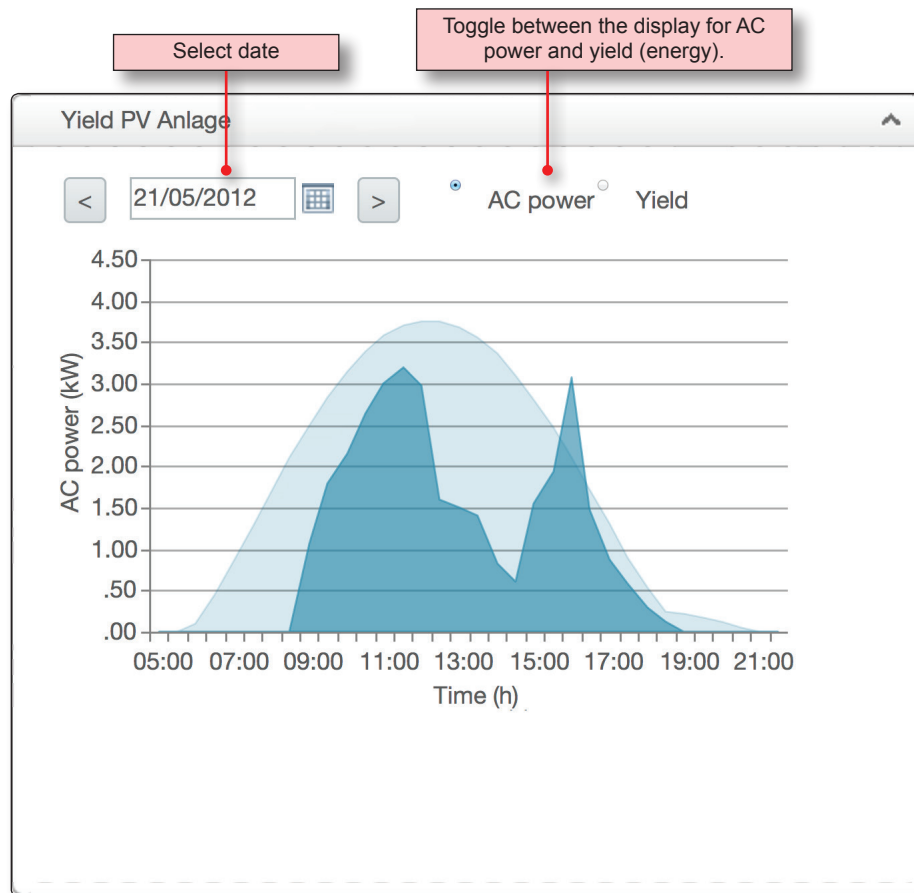 Select date
Toggle between the display for AC
power and yield (energy).
Yield PV Anlage
< 21/05/2012 > AC power Yield
4.50
4.00
3.50
3.00
2.50
2.00
1.50
1.00
.50
.00
AC power (kW)
05:00 07:00 09:00 11:00 13:00 15:00 17:00 19:00 21:00
Time (h)